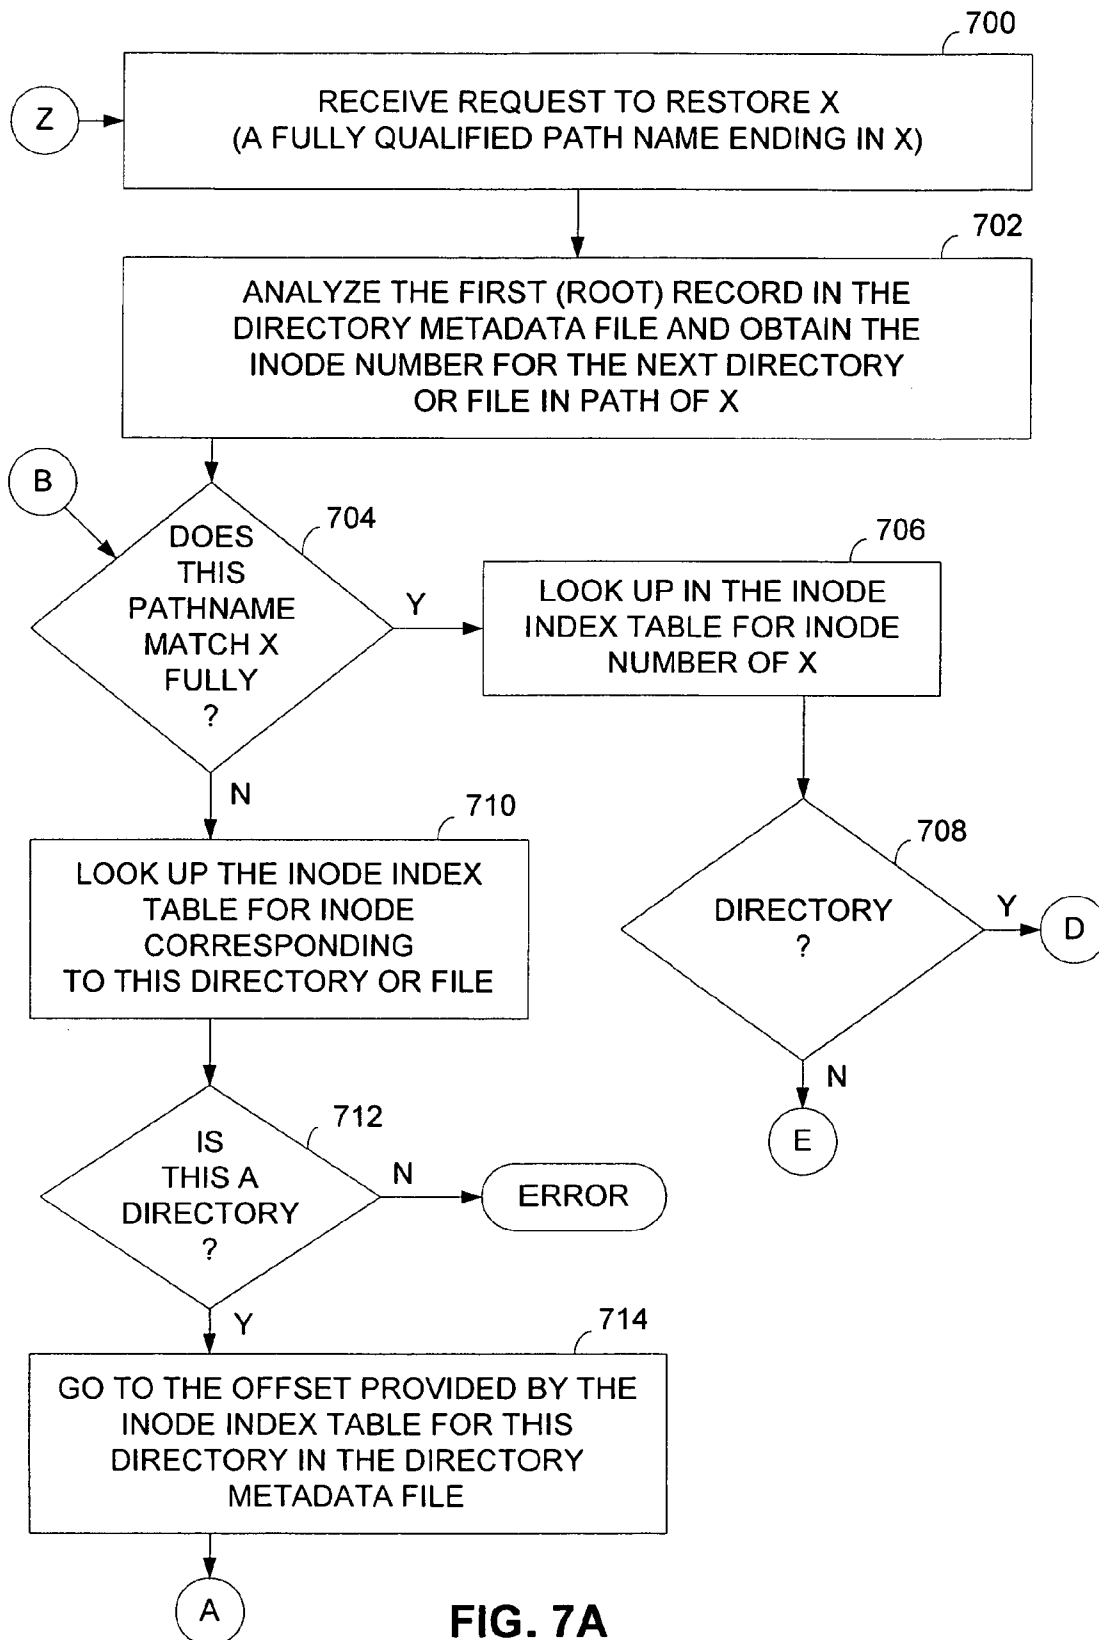 700
Z
RECEIVE REQUEST TO RESTORE X
(A FULLY QUALIFIED PATH NAME ENDING IN X)
702
ANALYZE THE FIRST (ROOT) RECORD IN THE
DIRECTORY METADATA FILE AND OBTAIN THE
INODE NUMBER FOR THE NEXT DIRECTORY
OR FILE IN PATH OF X
B
704
DOES
THIS
PATHNAME
MATCH X
FULLY
?
Y
N
706
LOOK UP IN THE INODE
INDEX TABLE FOR INODE
NUMBER OF X
708
DIRECTORY
?
Y
D
N
E
710
LOOK UP THE INODE INDEX
TABLE FOR INODE
CORRESPONDING
TO THIS DIRECTORY OR FILE
712
IS
THIS A
DIRECTORY
?
N
ERROR
Y
714
GO TO THE OFFSET PROVIDED BY THE
INODE INDEX TABLE FOR THIS
DIRECTORY IN THE DIRECTORY
METADATA FILE
A
FIG. 7A